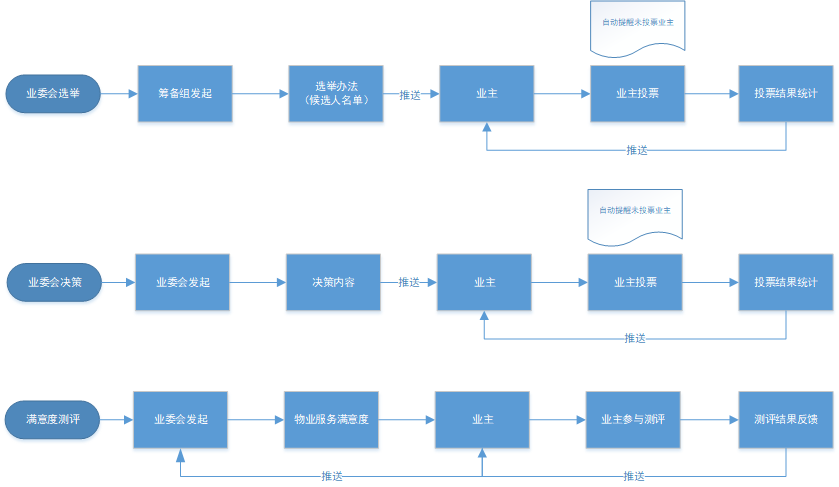 自动提醒未投票业主
业委会选举
筹备组发起
选举办法
（候选人名单）
推送
业主
业主投票
投票结果统计
推送
自动提醒未投票业主
业委会决策
业委会发起
决策内容
推送
业主
业主投票
投票结果统计
推送
满意度测评
业委会发起
物业服务满意度
业主
业主参与测评
测评结果反馈
推送
推送